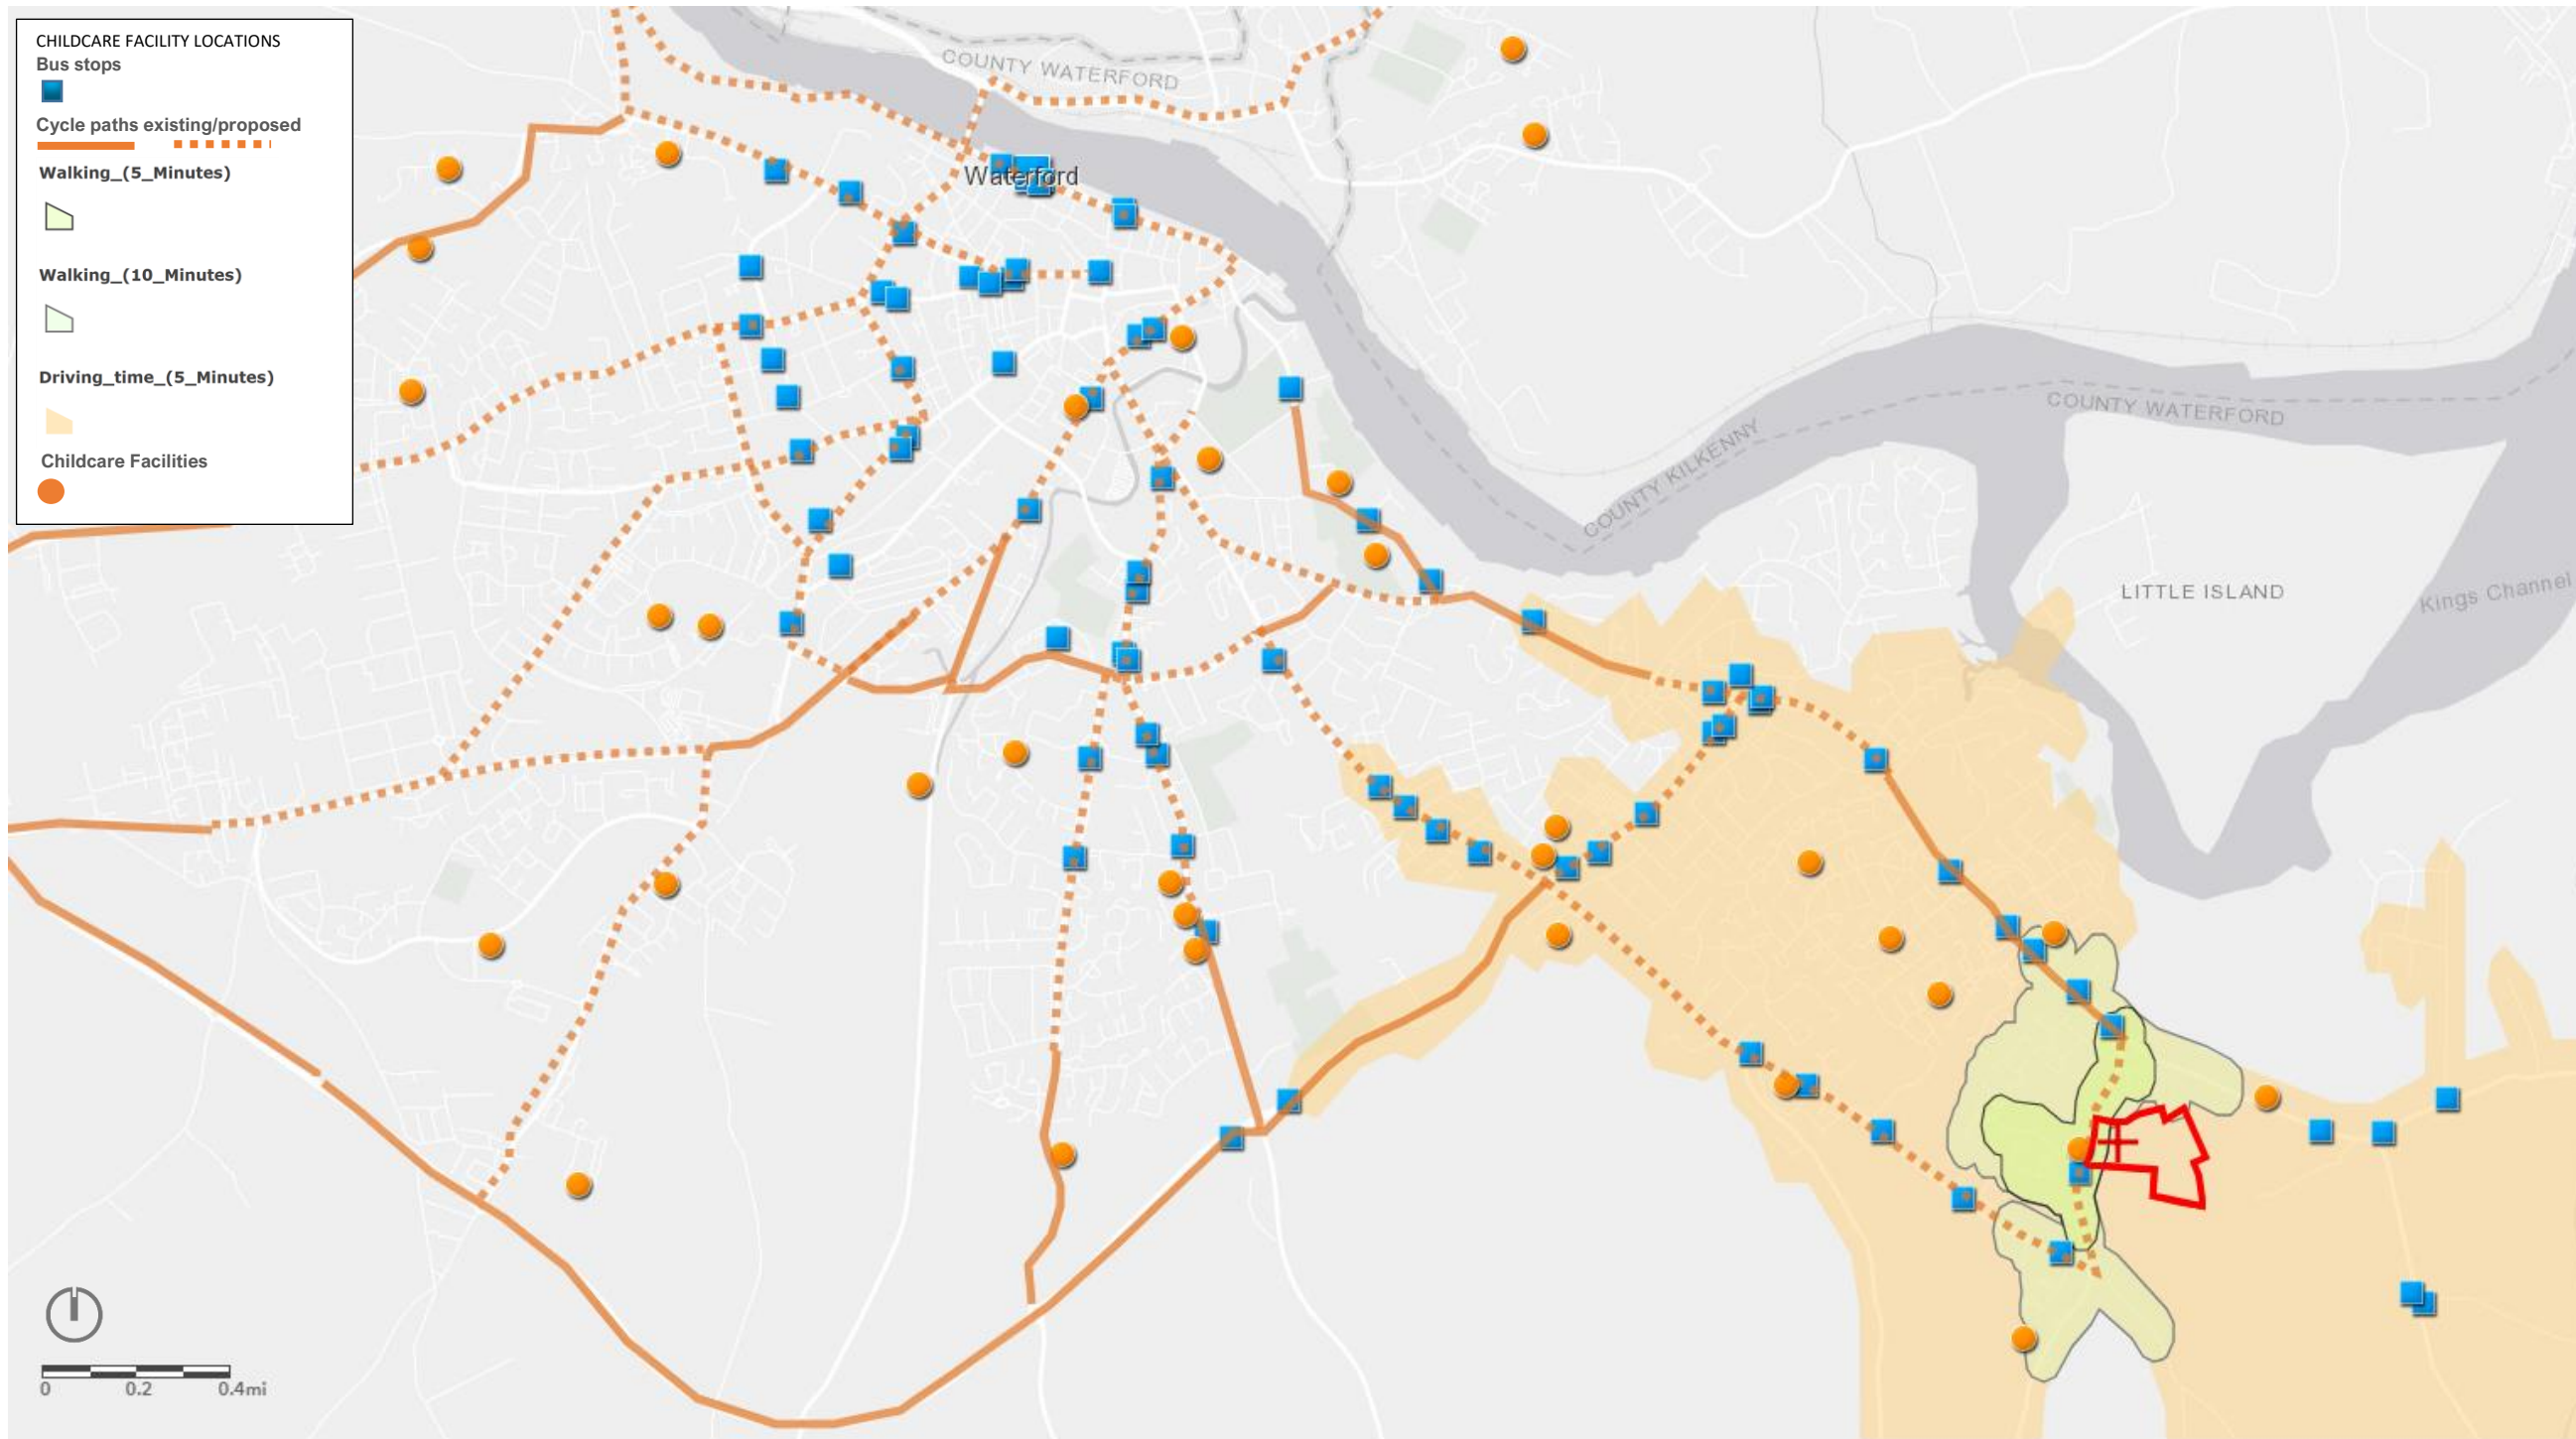 CHILDCARE FACILITY LOCATIONS
Bus stops
Cycle paths existing/proposed
Walking_(5_Minutes)
Walking_(10_Minutes)
Driving_time_(5_Minutes)
Childcare Facilities
COUNTY WATERFORD
Waterford
COUNTY WATERFORD
COUNTY KILKENNY
LITTLE ISLAND
Kings Channel
0 0.2 0.4mi